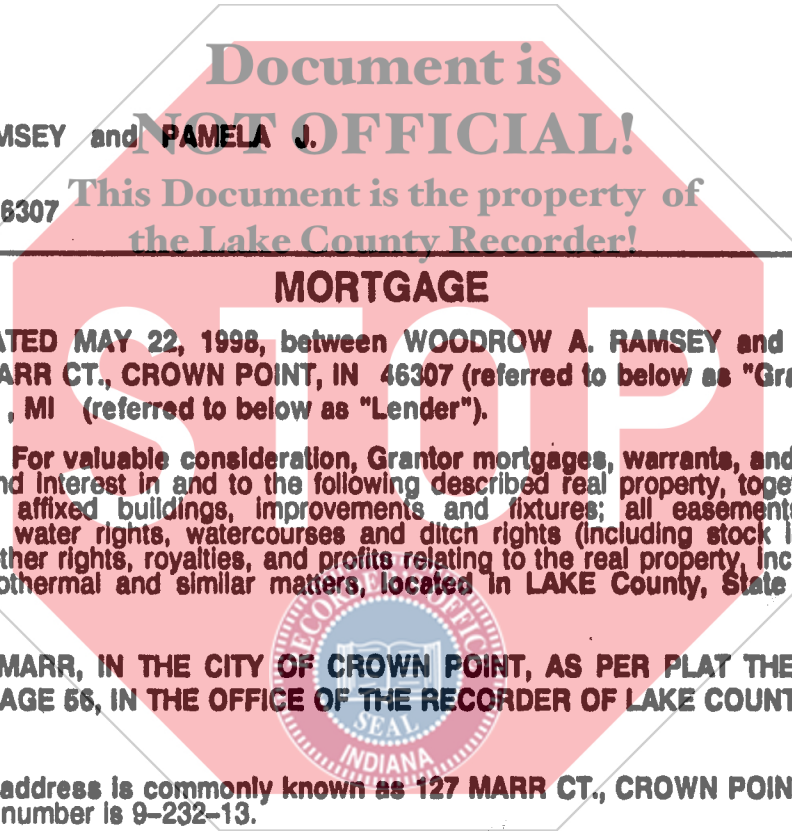 Document is
MSEY and PAMELA J.
NOT OFFICIAL!
This Document is the property of
6307
the Lake County Recorder!
MORTGAGE
ATED MAY 22, 1998, between WOODROW A. RAMSEY and
ARR CT., CROWN POINT, IN 46307 (referred to below as "Gra
, MI (referred to below as "Lender").
For valuable consideration, Grantor mortgages, warrants, and
nd interest in and to the following described real property, toge
affixed buildings, improvements and fixtures; all easements
water rights, watercourses and ditch rights (including stock i
ther rights, royalties, and profits relating to the real property, inc
othermal and similar matters, located in LAKE County, State
MARR, IN THE CITY OF CROWN POINT, AS PER PLAT THE
AGE 56, IN THE OFFICE OF THE RECORDER OF LAKE COUNT
address is commonly known as 127 MARR CT., CROWN POIN
number is 9-232-13.
STOP
RECORDER OFFICE
SEAL
INDIANA